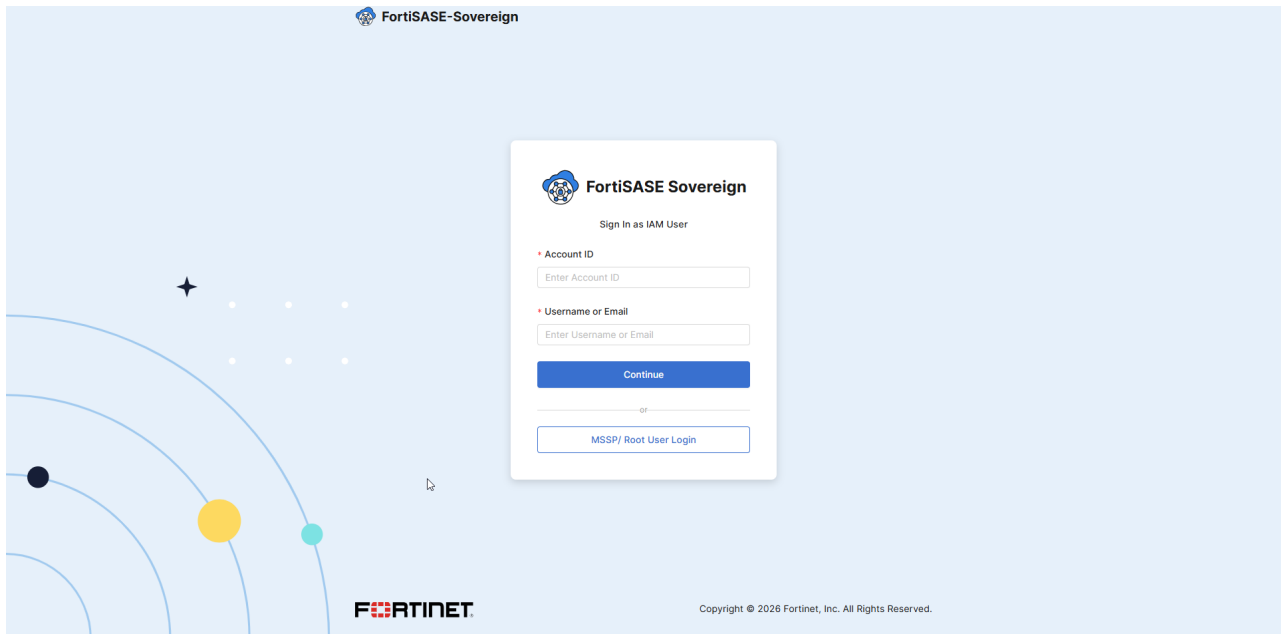 FortiSASE-Sovereign
FortiSASE Sovereign
Sign In as IAM User
* Account ID
Enter Account ID
* Username or Email
Enter Username or Email
Continue
or
MSSP/ Root User Login
FORTINET
Copyright © 2026 Fortinet, Inc. All Rights Reserved.